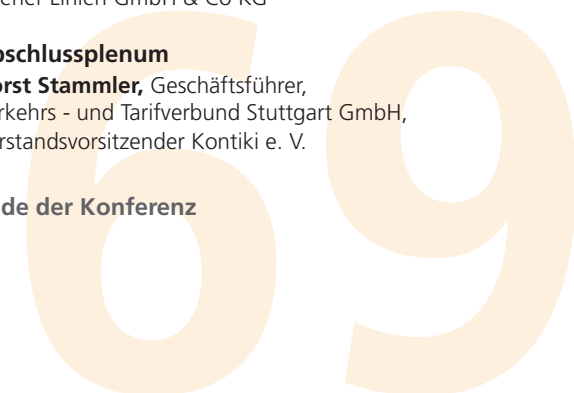 ener Linien GmbH & Co KG
bschlussplenum
orst Stammler, Geschäftsführer,
rkehrs - und Tarifverbund Stuttgart GmbH,
rstandsvorsitzender Kontiki e. V.
de der Konferenz
69